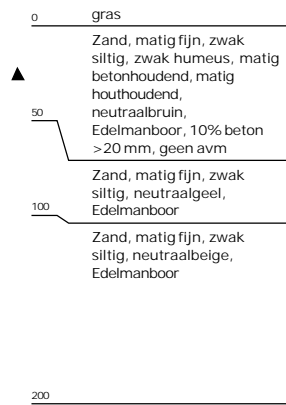 0 gras
Zand, matig fijn, zwak
siltig, zwak humeus, matig
betonhoudend, matig
houthoudend,
neutraalbruin,
Edelmanboor, 10% beton
>20 mm, geen avm
50
Zand, matig fijn, zwak
siltig, neutraalgeel,
Edelmanboor
100
Zand, matig fijn, zwak
siltig, neutraalbeige,
Edelmanboor
200